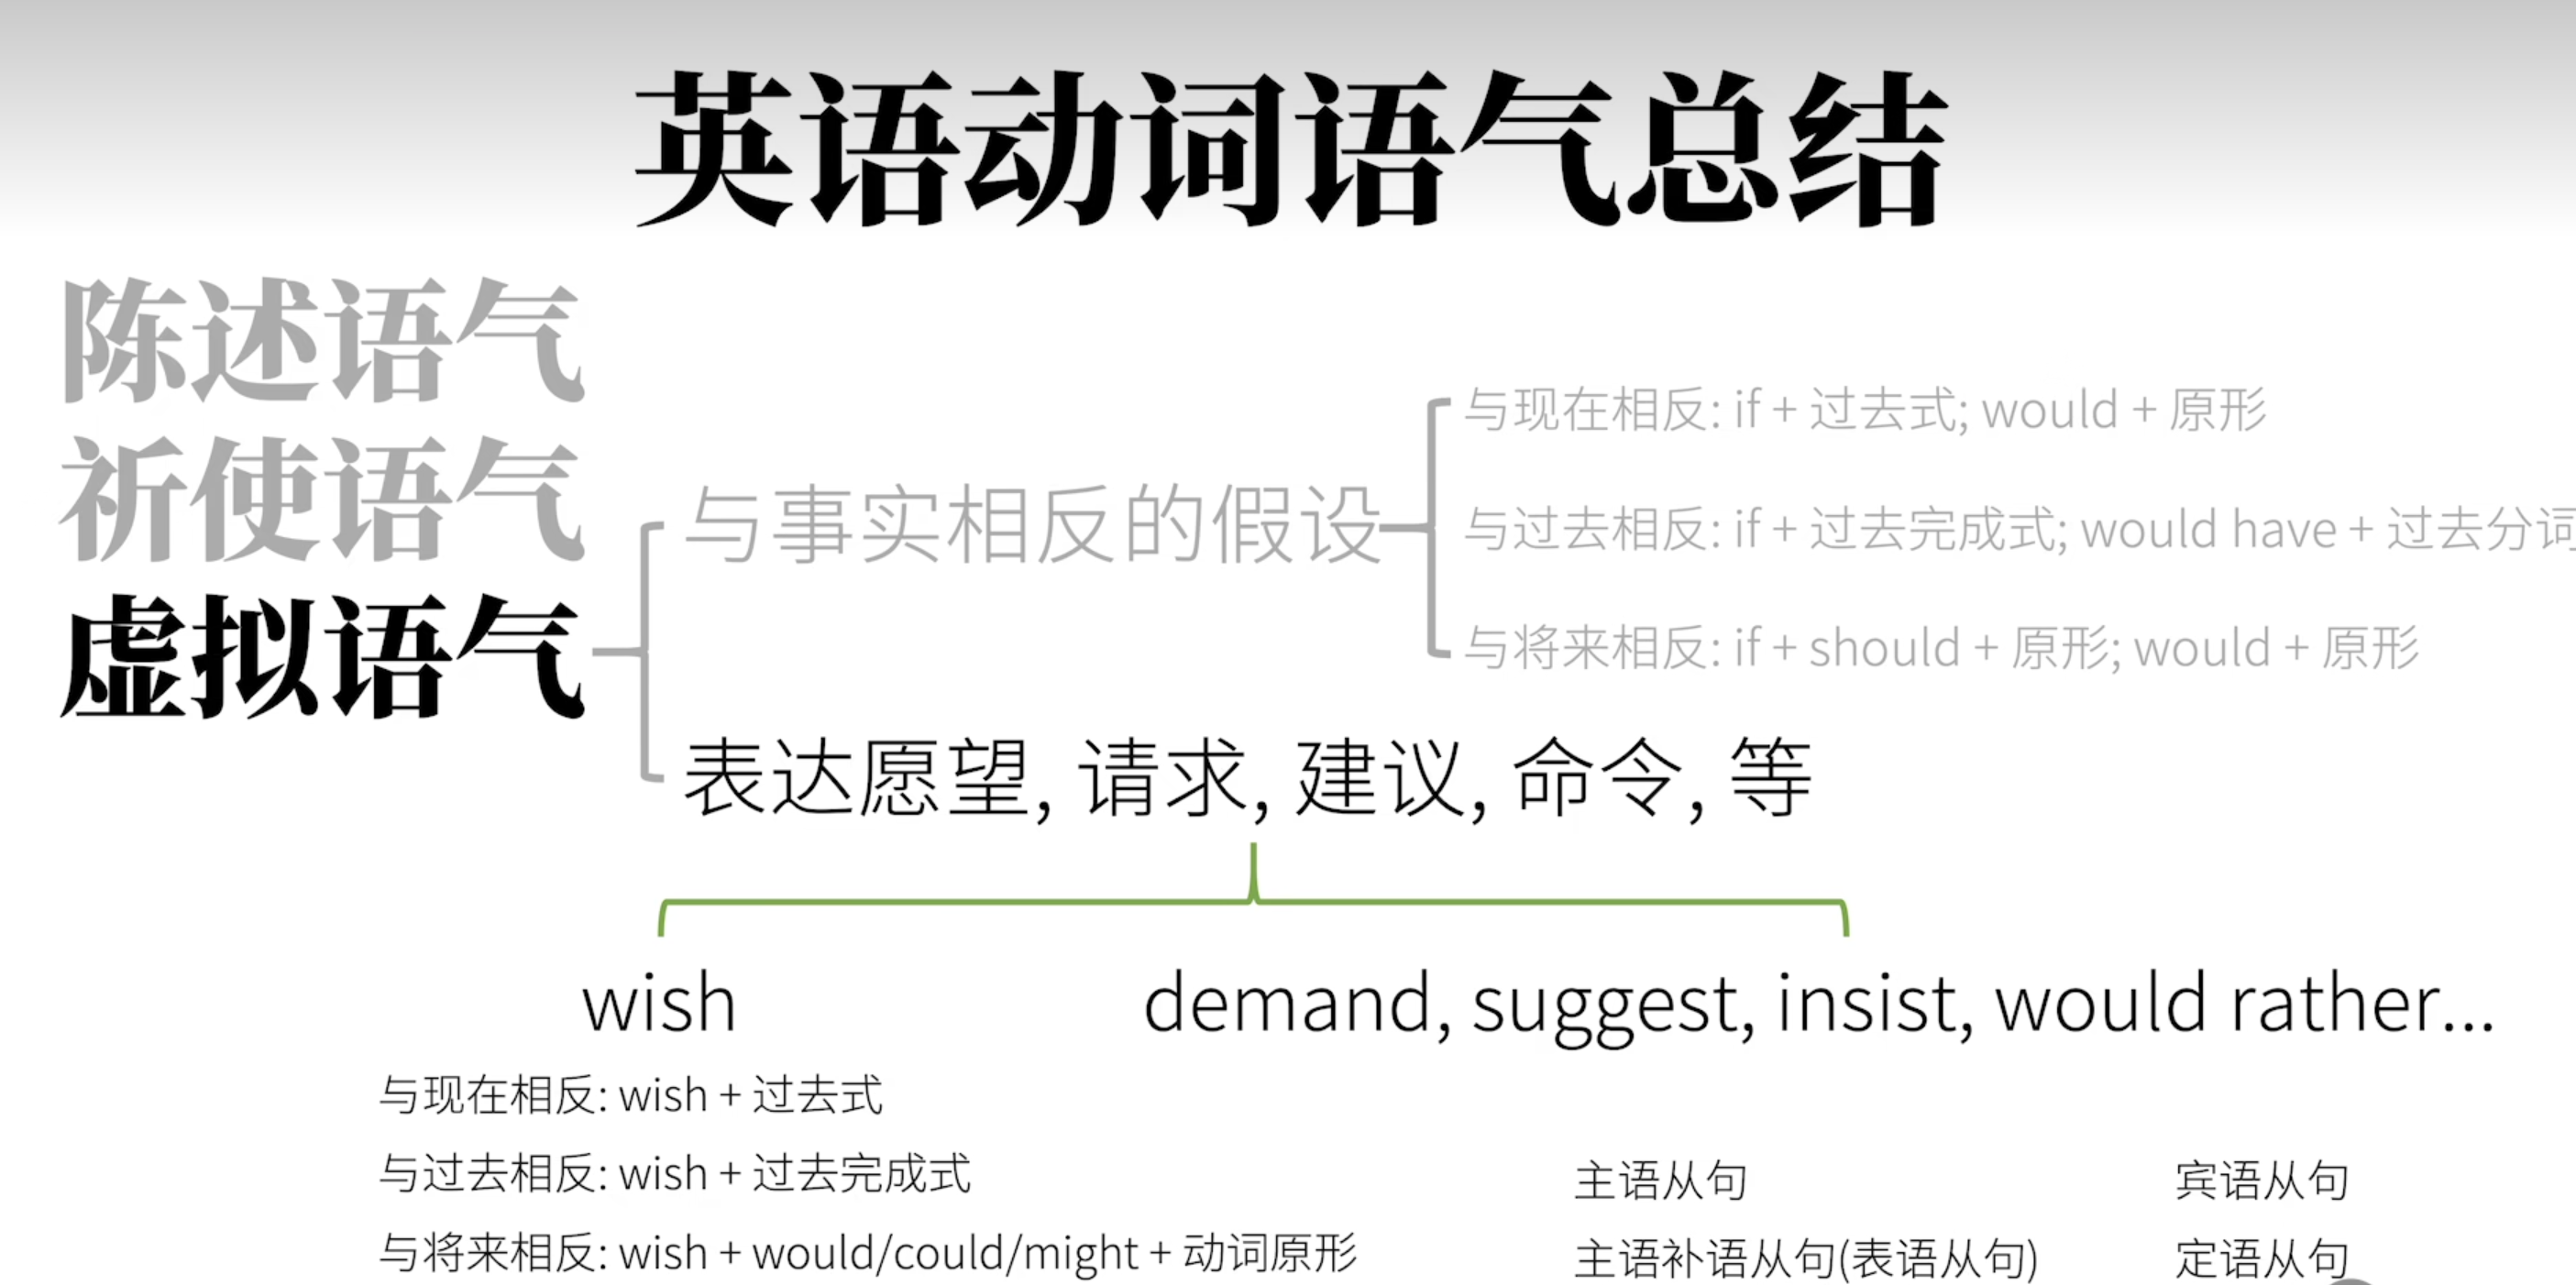 英语动词语气总结
陈述语气
祈使语气
虚拟语气
与事实相反的假设
与现在相反: if + 过去式; would + 原形
与过去相反: if + 过去完成式; would have + 过去分词
与将来相反: if + should + 原形; would + 原形
表达愿望, 请求, 建议, 命令, 等
wish
与现在相反: wish + 过去式
与过去相反: wish + 过去完成式
与将来相反: wish + would/could/might + 动词原形
demand, suggest, insist, would rather...
主语从句
宾语从句
主语补语从句(表语从句)
定语从句